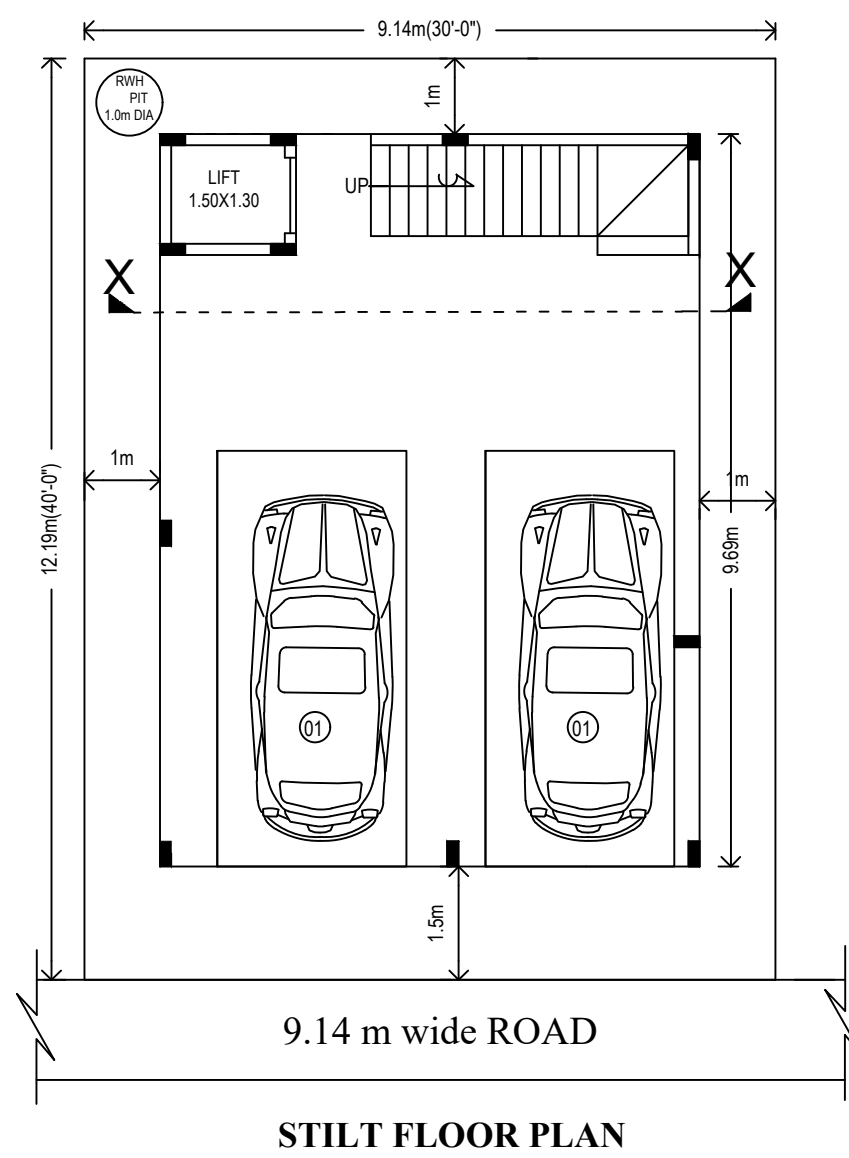 9.14m(30'-0")
RWH
PIT
1.0m DIA
1m
LIFT
1.50X1.30
UP
X
X
1m
1m
12.19m(40'-0")
9.69m
01
01
1.5m
9.14 m wide ROAD
STILT FLOOR PLAN